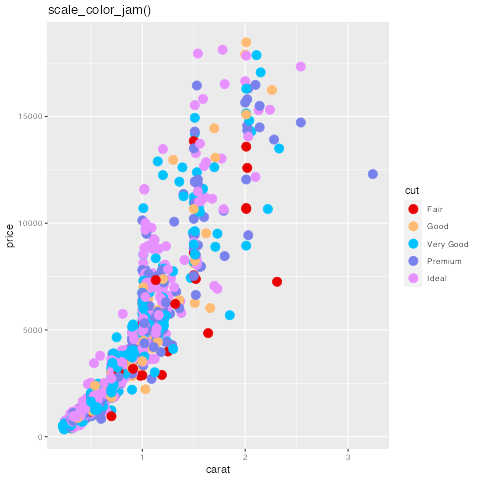 scale_color_jam()
price
15000
10000
5000
0
1
2
3
carat
cut
Fair
Good
Very Good
Premium
Ideal